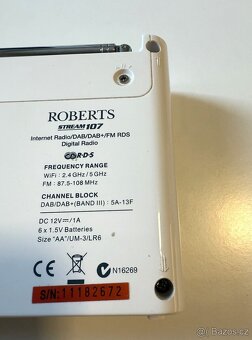 ROBERTS
STREAM 107
Internet Radio/DAB/DAB+/FM RDS
Digital Radio
R·D·S
FREQUENCY RANGE
WiFi : 2.4 GHz / 5 GHz
FM : 87.5-108 MHz
CHANNEL BLOCK
DAB/DAB+(BAND III) : 5A-13F
DC 12V⎓/1A
6 x 1.5V Batteries
Size "AA"/UM-3/LR6
CE
N16269
S/N: 11182672
sbazar.cz